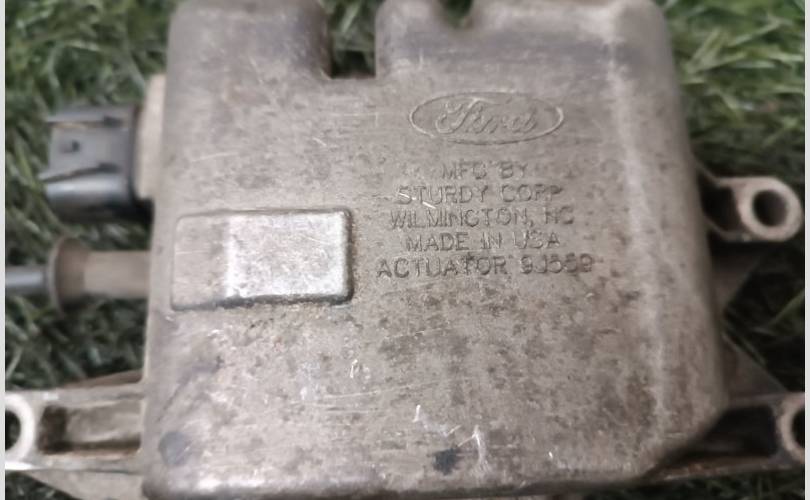 Ford
MFG BY
STURDY CORP
WILMINGTON, NC
MADE IN USA
ACTUATOR 9J559